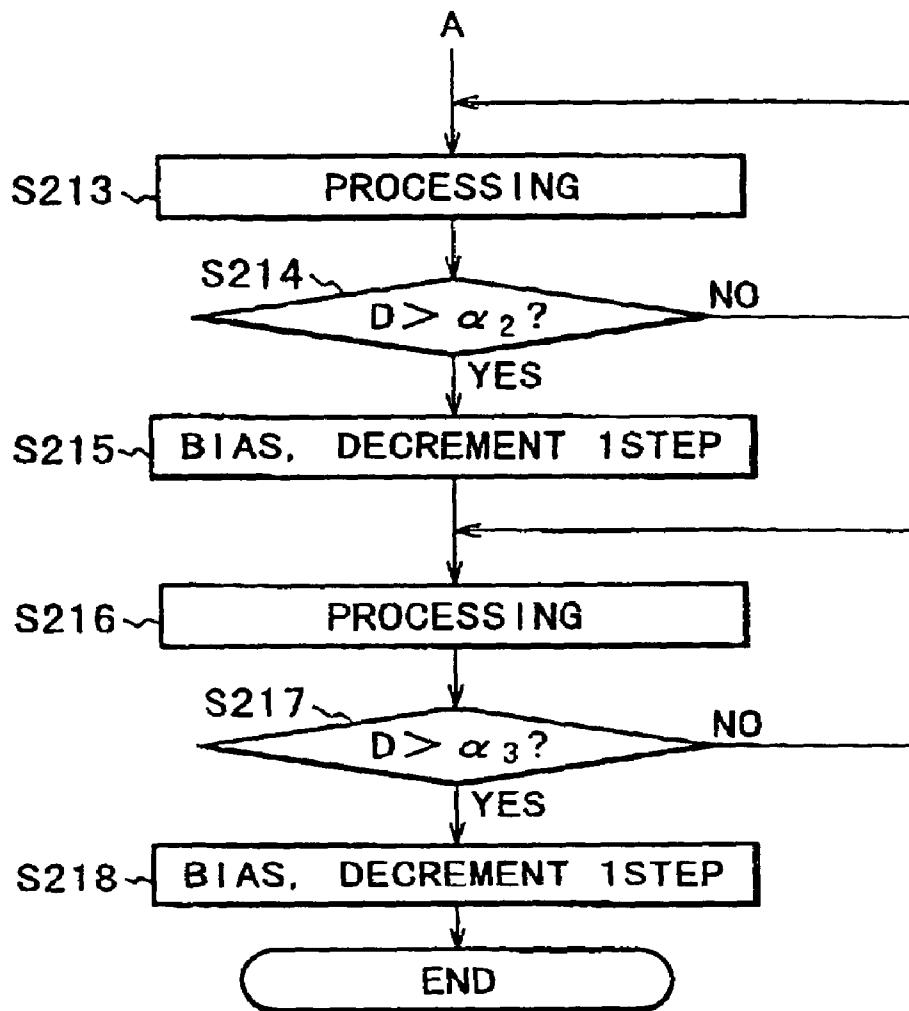 A
S213 PROCESSING
S214
D > α2?
NO
YES
S215 BIAS, DECREMENT 1STEP
S216 PROCESSING
S217
D > α3?
NO
YES
S218 BIAS, DECREMENT 1STEP
END